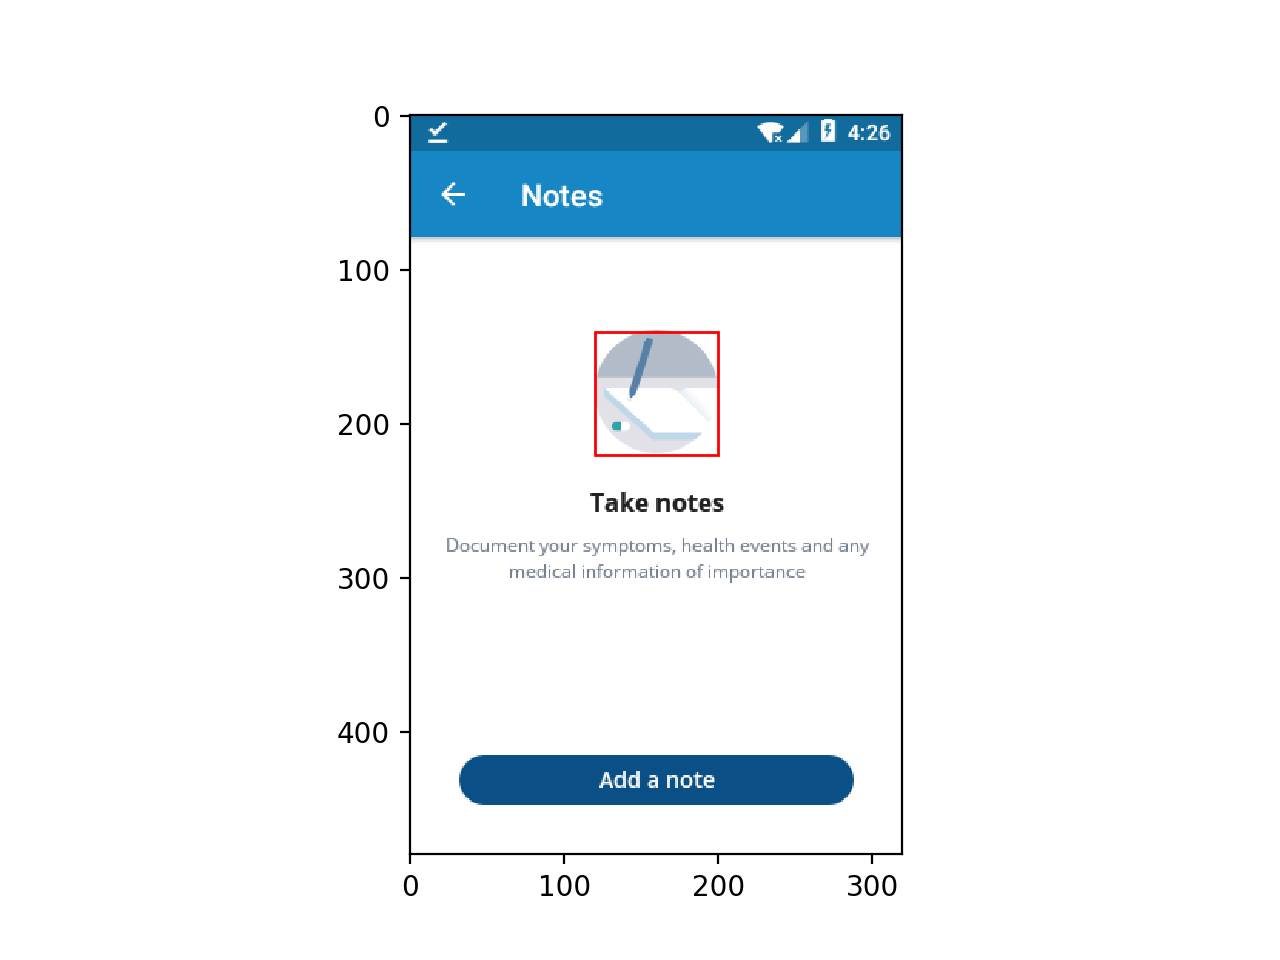 4:26
Notes
Take notes
Document your symptoms, health events and any
medical information of importance
Add a note
0
100
200
300
400
0
100
200
300